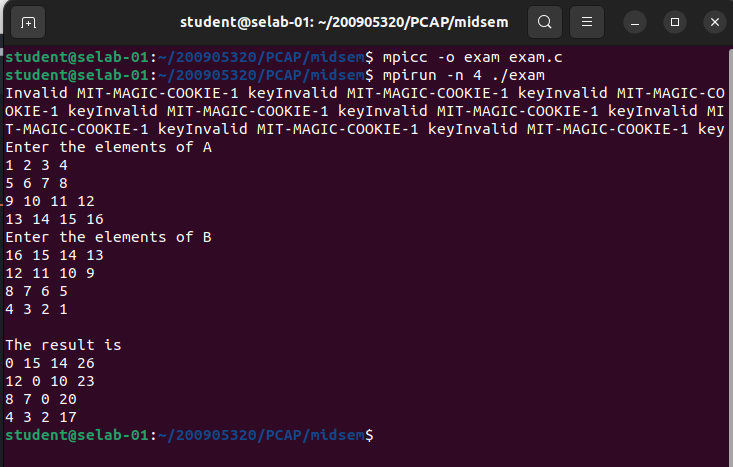 student@selab-01: ~/200905320/PCAP/midsem
student@selab-01:~/200905320/PCAP/midsem$ mpicc -o exam exam.c
student@selab-01:~/200905320/PCAP/midsem$ mpirun -n 4 ./exam
Invalid MIT-MAGIC-COOKIE-1 keyInvalid MIT-MAGIC-COOKIE-1 keyInvalid MIT-MAGIC-CO
OKIE-1 keyInvalid MIT-MAGIC-COOKIE-1 keyInvalid MIT-MAGIC-COOKIE-1 keyInvalid MI
T-MAGIC-COOKIE-1 keyInvalid MIT-MAGIC-COOKIE-1 keyInvalid MIT-MAGIC-COOKIE-1 key
Enter the elements of A
1 2 3 4
5 6 7 8
9 10 11 12
13 14 15 16
Enter the elements of B
16 15 14 13
12 11 10 9
8 7 6 5
4 3 2 1
The result is
0 15 14 26
12 0 10 23
8 7 0 20
4 3 2 17
student@selab-01:~/200905320/PCAP/midsem$